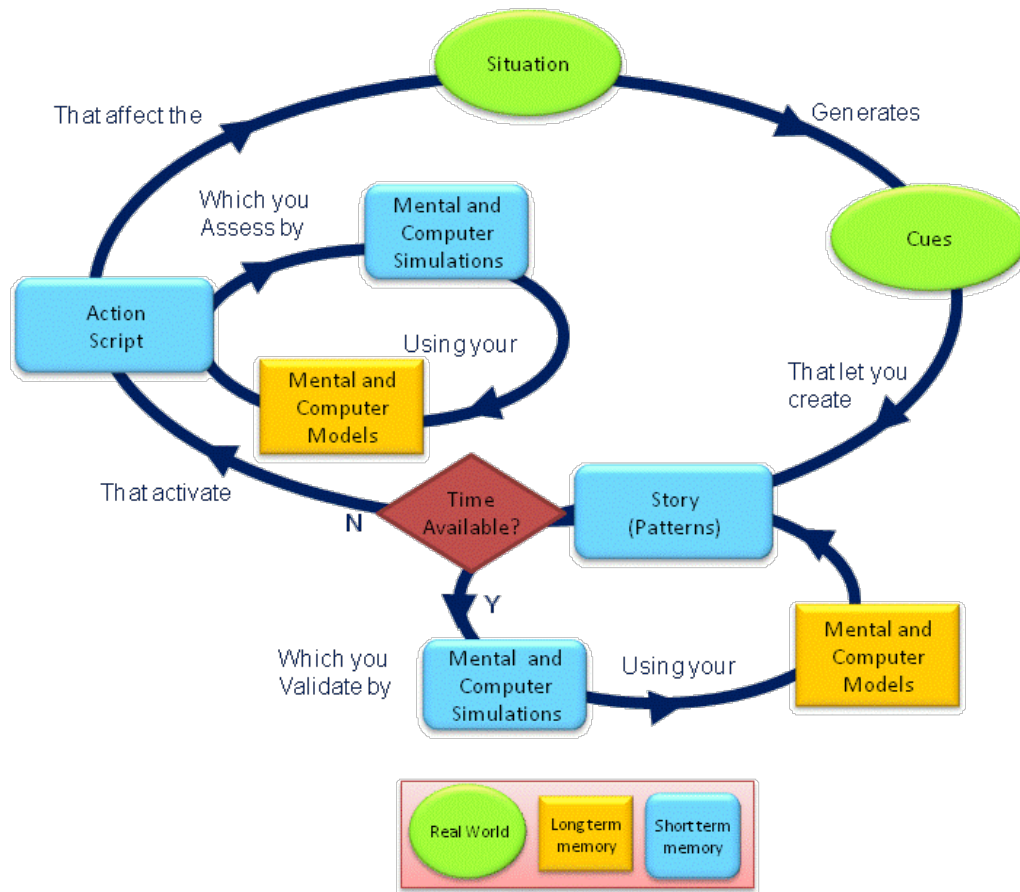 Situation
That affect the
Generates
Which you
Assess by
Mental and
Computer
Simulations
Cues
Action
Script
Using your
Mental and
Computer
Models
That let you
create
That activate
N
Time
Available?
Story
(Patterns)
Y
Which you
Validate by
Mental and
Computer
Simulations
Using your
Mental and
Computer
Models
Real World
Long term
memory
Short term
memory